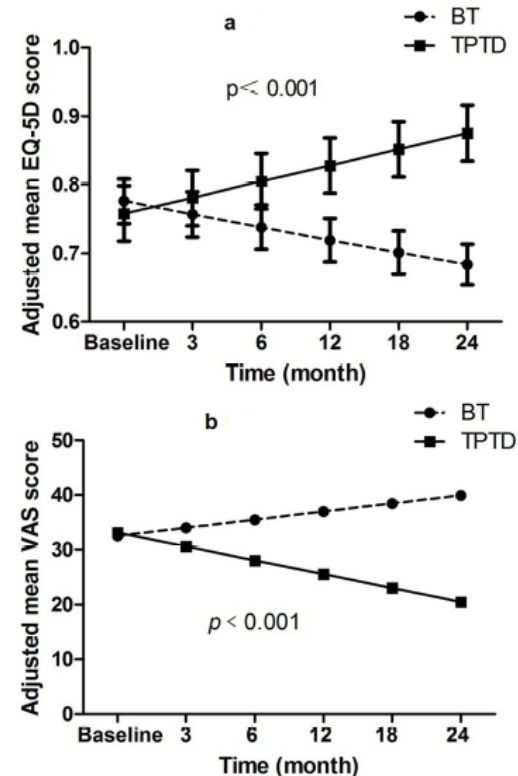 a
BT
TPTD
p< 0.001
Adjusted mean EQ-5D score
1.0
0.9
0.8
0.7
0.6
Baseline 3 6 12 18 24
Time (month)
b
BT
TPTD
p < 0.001
Adjusted mean VAS score
50
40
30
20
10
0
Baseline 3 6 12 18 24
Time (month)